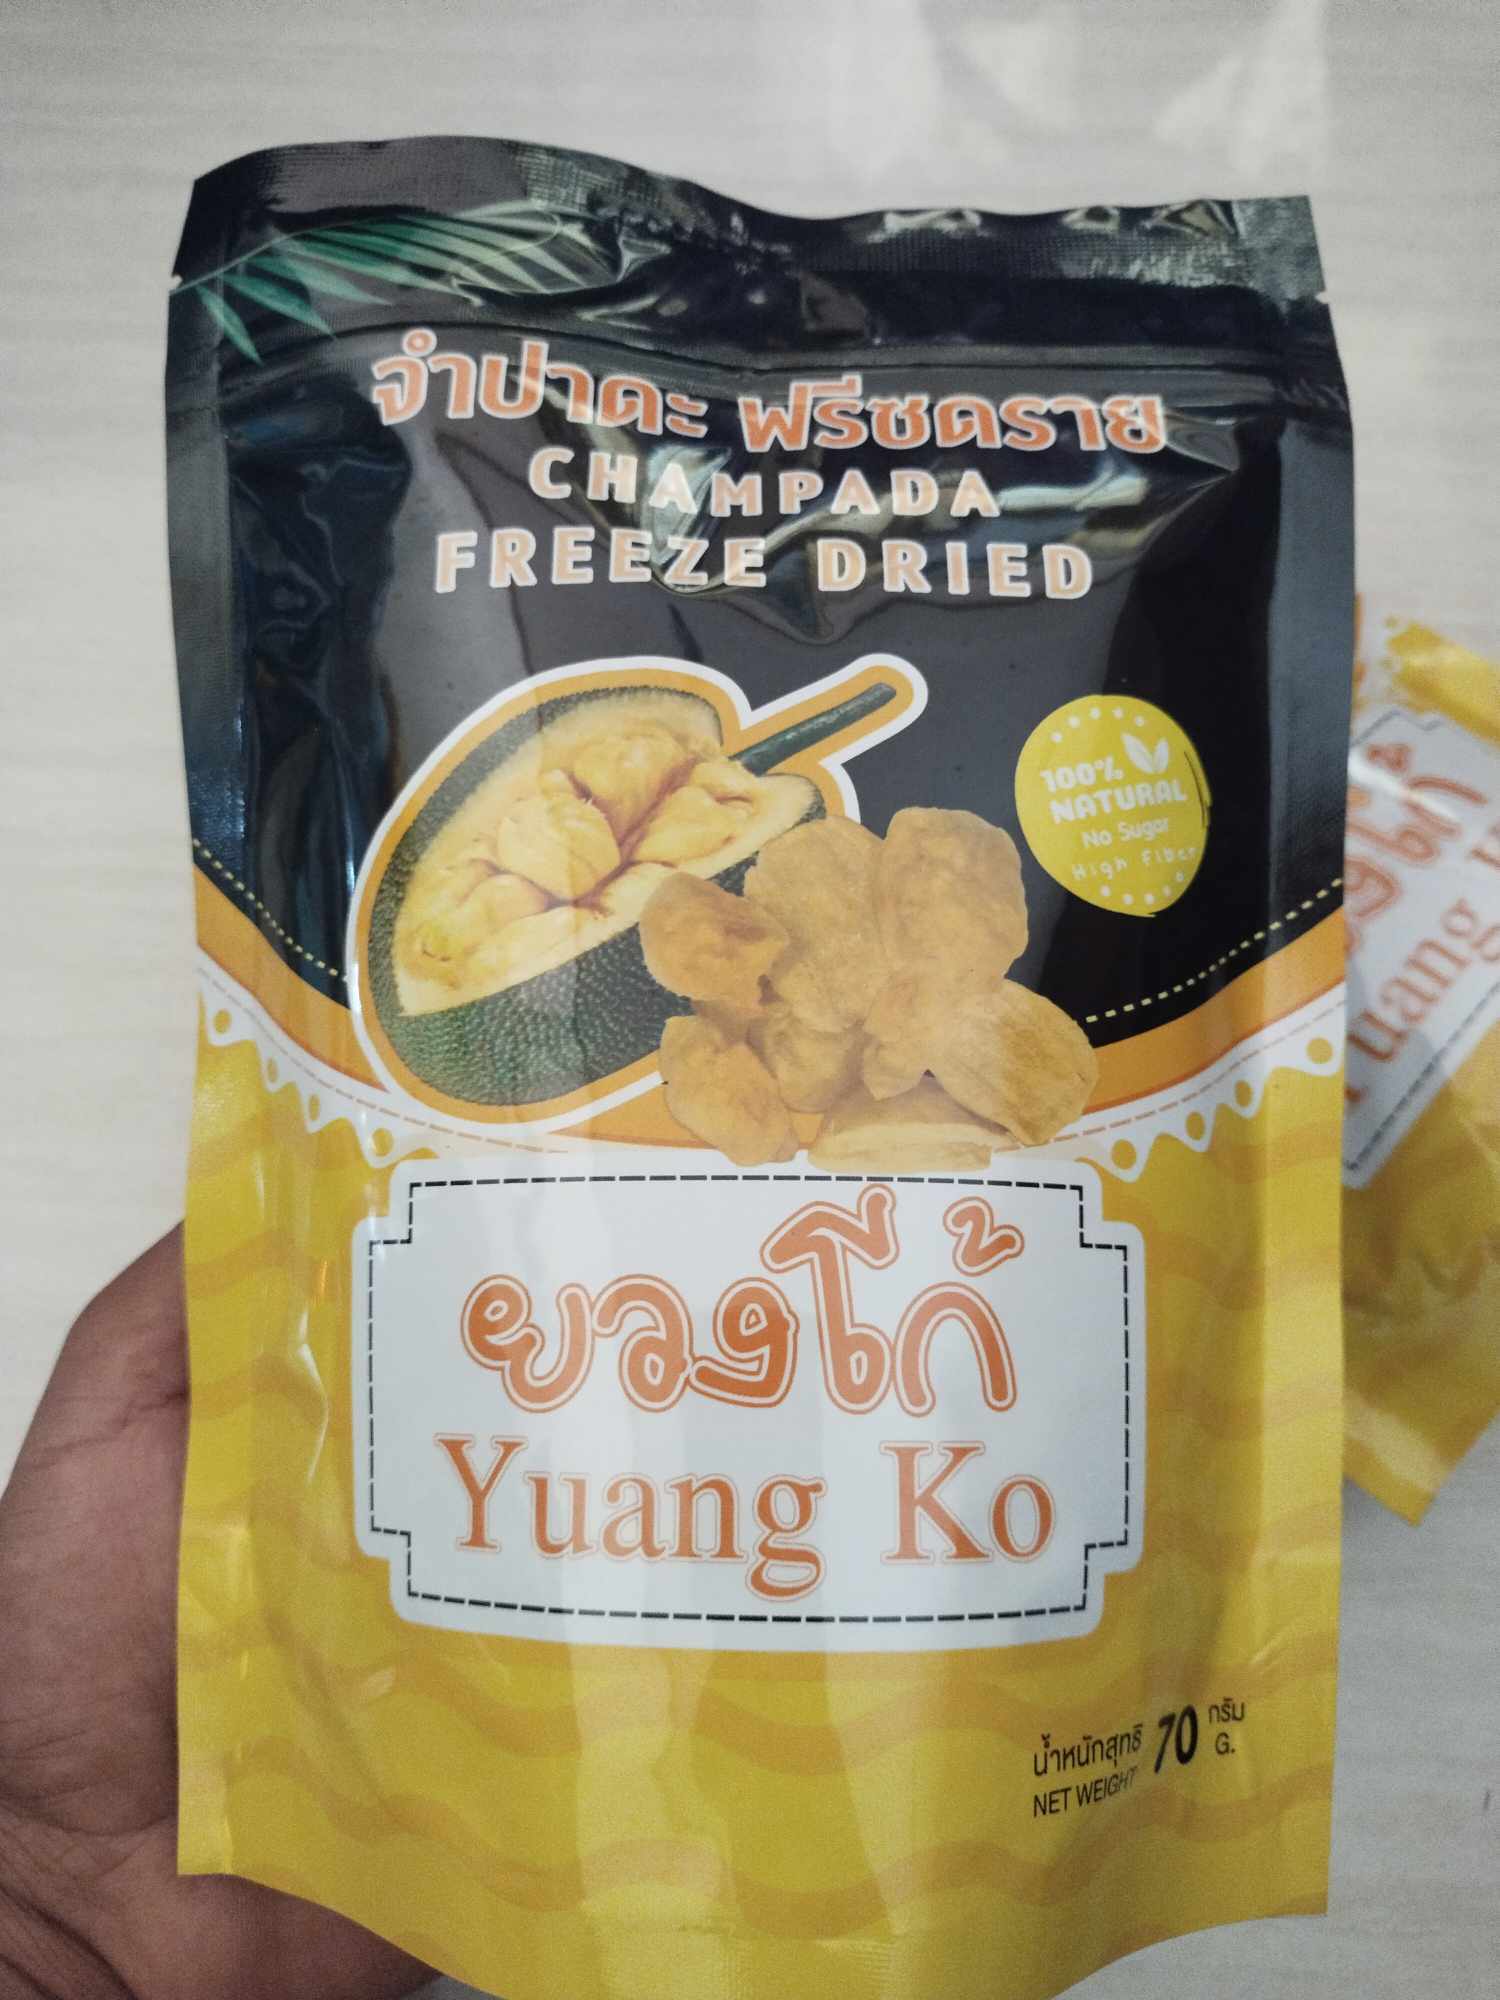 จำปาดะ ฟรีซดราย
CHAMPADA
FREEZE DRIED
100%
NATURAL
No Sugar
High Fiber
ยวงโก้
Yuang Ko
น้ำหนักสุทธิ 70 กรัม
NET WEIGHT G.